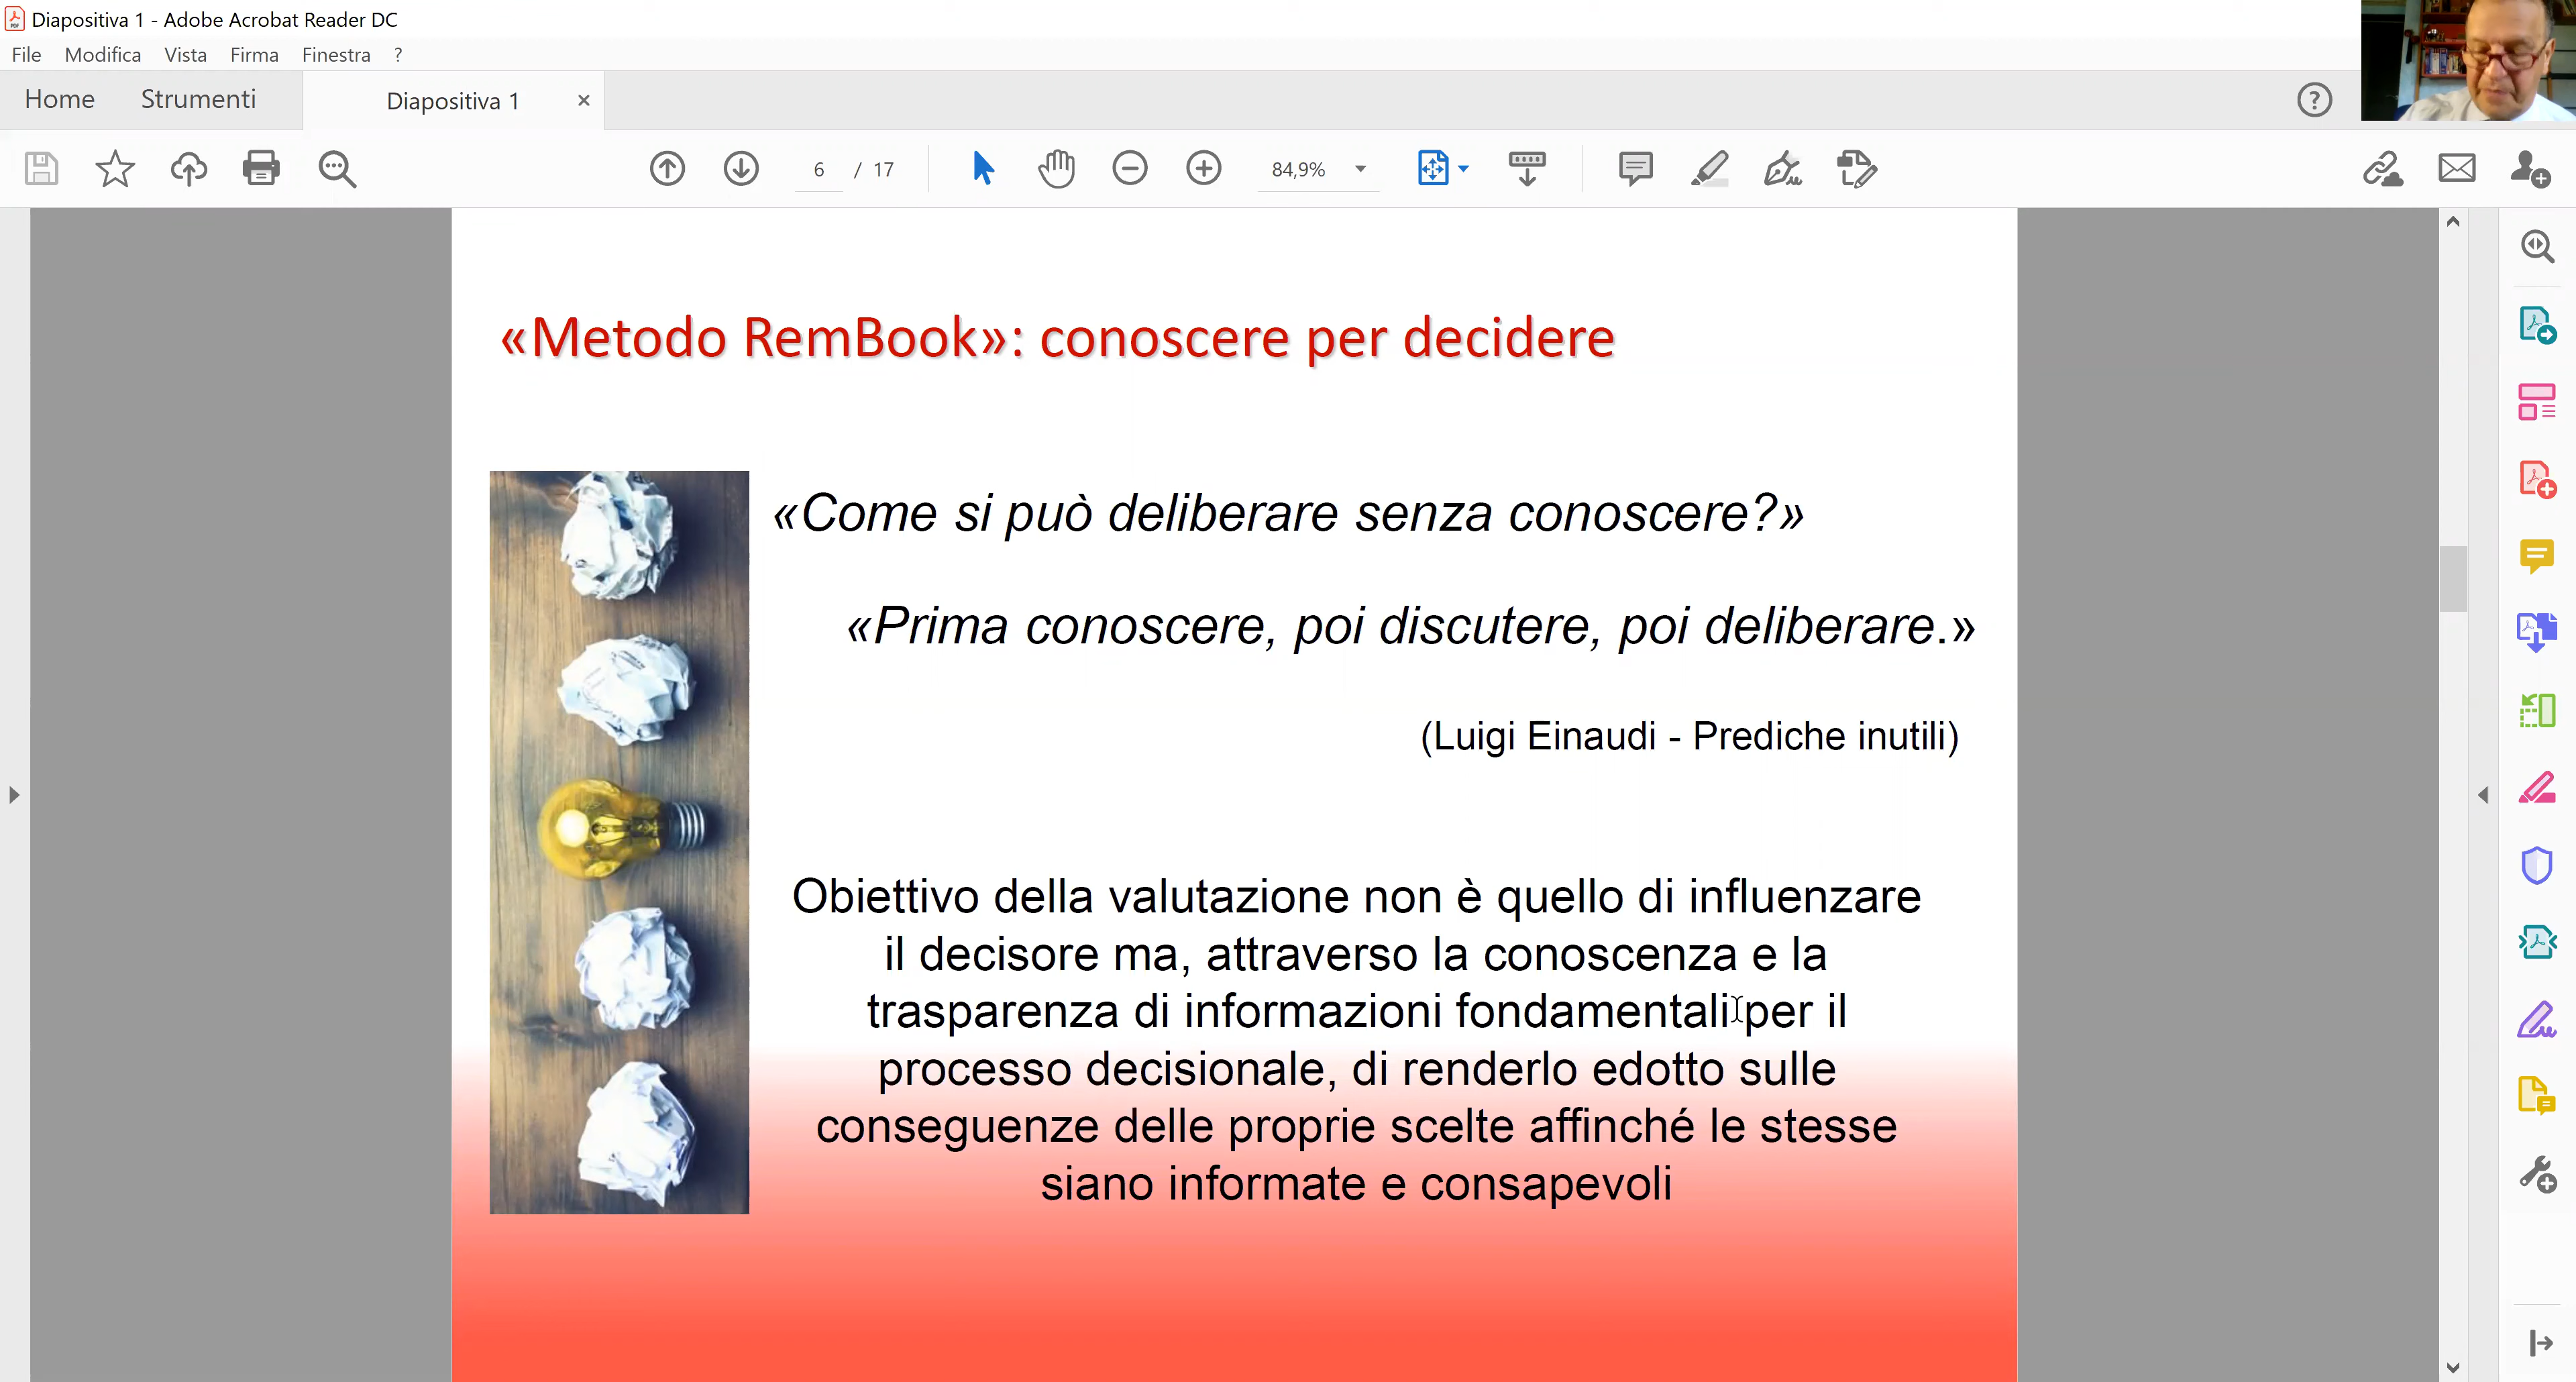 Diapositiva 1 - Adobe Acrobat Reader DC
File Modifica Vista Firma Finestra ?
Home Strumenti Diapositiva 1 ×
6 / 17 84,9%
«Metodo RemBook»: conoscere per decidere
«Come si può deliberare senza conoscere?»
«Prima conoscere, poi discutere, poi deliberare.»
(Luigi Einaudi - Prediche inutili)
Obiettivo della valutazione non è quello di influenzare
il decisore ma, attraverso la conoscenza e la
trasparenza di informazioni fondamentali per il
processo decisionale, di renderlo edotto sulle
conseguenze delle proprie scelte affinché le stesse
siano informate e consapevoli